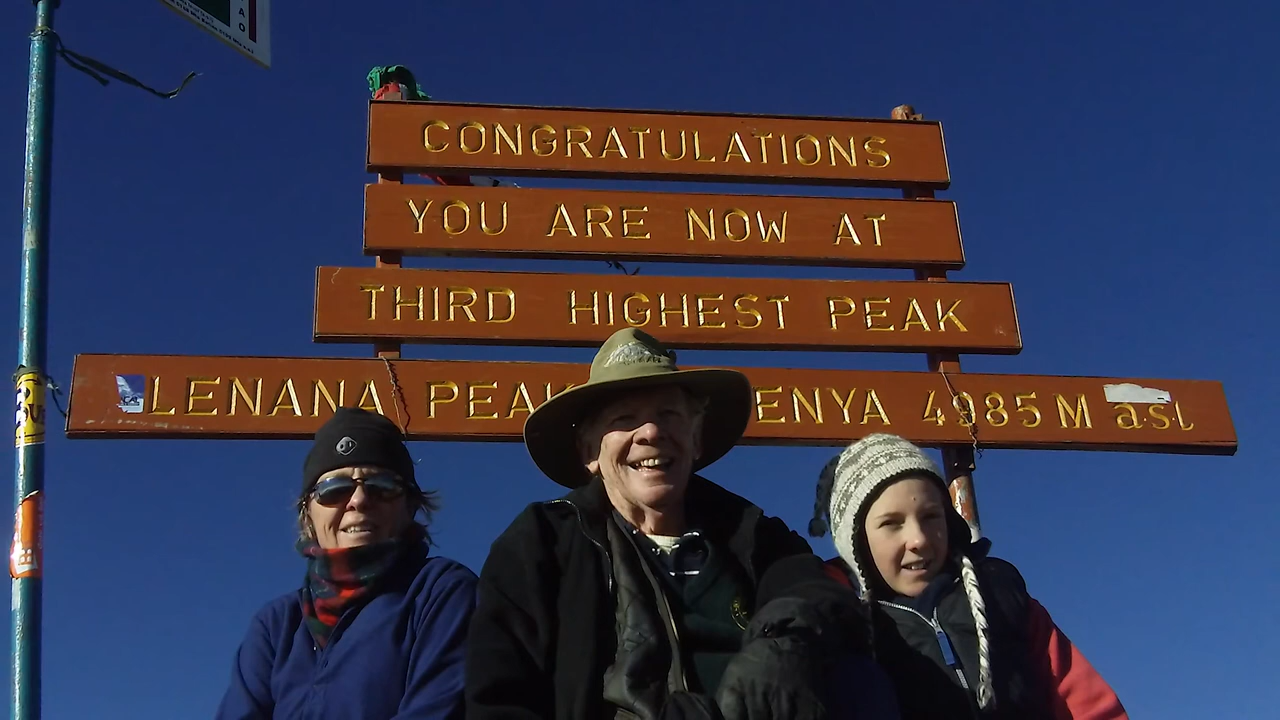 CONGRATULATIONS
YOU ARE NOW AT
THIRD HIGHEST PEAK
LENANA PEAK ENYA 4985 M asl